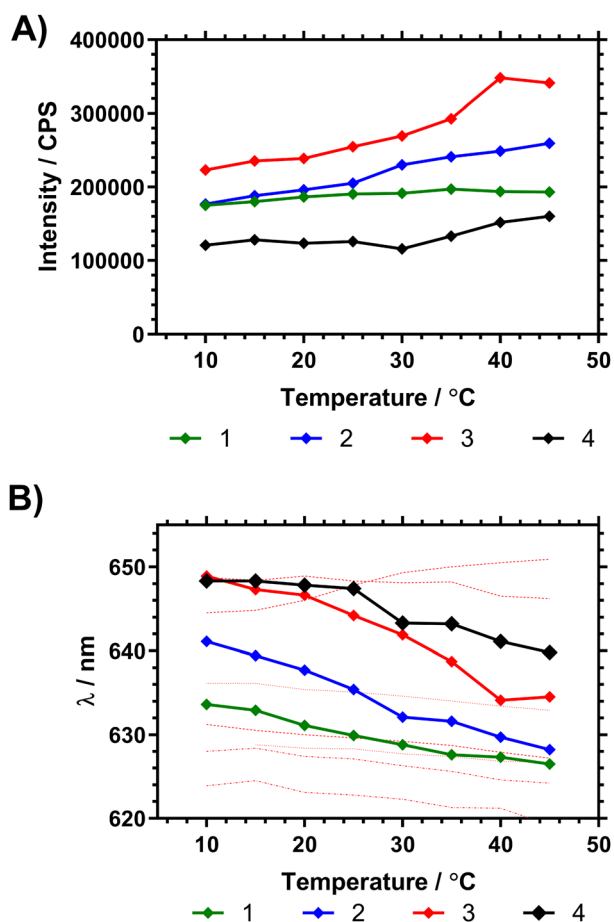 A)
400000
300000
200000
100000
0
Intensity / CPS
10 20 30 40 50
Temperature / °C
1 2 3 4
B)
650
640
630
620
λ / nm
10 20 30 40 50
Temperature / °C
1 2 3 4